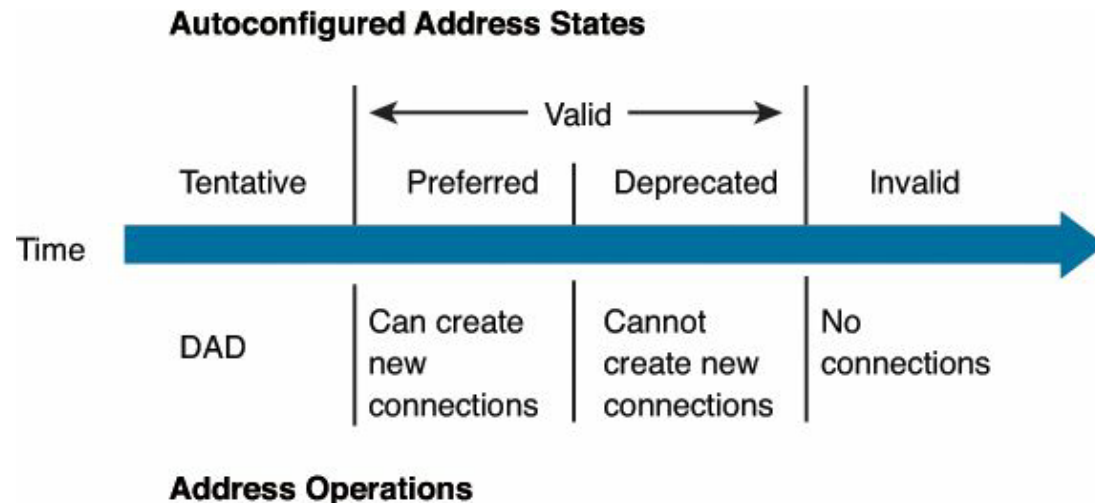 Autoconfigured Address States
Valid
Tentative
Preferred
Deprecated
Invalid
Time
DAD
Can create
new
connections
Cannot
create new
connections
No
connections
Address Operations